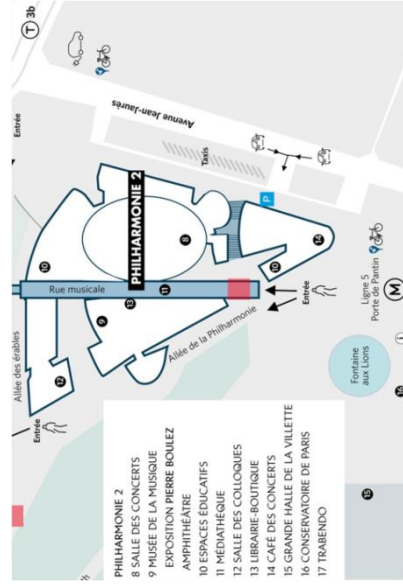 T 3b
Entrée
Avenue Jean-Jaurès
Taxis
P
PHILHARMONIE 2
10
8
Rue musicale
11
13
9
14
10
Allée des érables
12
Entrée
Allée de la Philharmonie
Entrée
Ligne 5
Porte de Pantin
M
i
Fontaine
aux Lions
16
15
PHILHARMONIE 2
8 SALLE DES CONCERTS
9 MUSÉE DE LA MUSIQUE
EXPOSITION PIERRE BOULEZ
AMPHITHÉÂTRE
10 ESPACES ÉDUCATIFS
11 MÉDIATHÈQUE
12 SALLE DES COLLOQUES
13 LIBRAIRIE-BOUTIQUE
14 CAFÉ DES CONCERTS
15 GRANDE HALLE DE LA VILLETTE
16 CONSERVATOIRE DE PARIS
17 TRABENDO